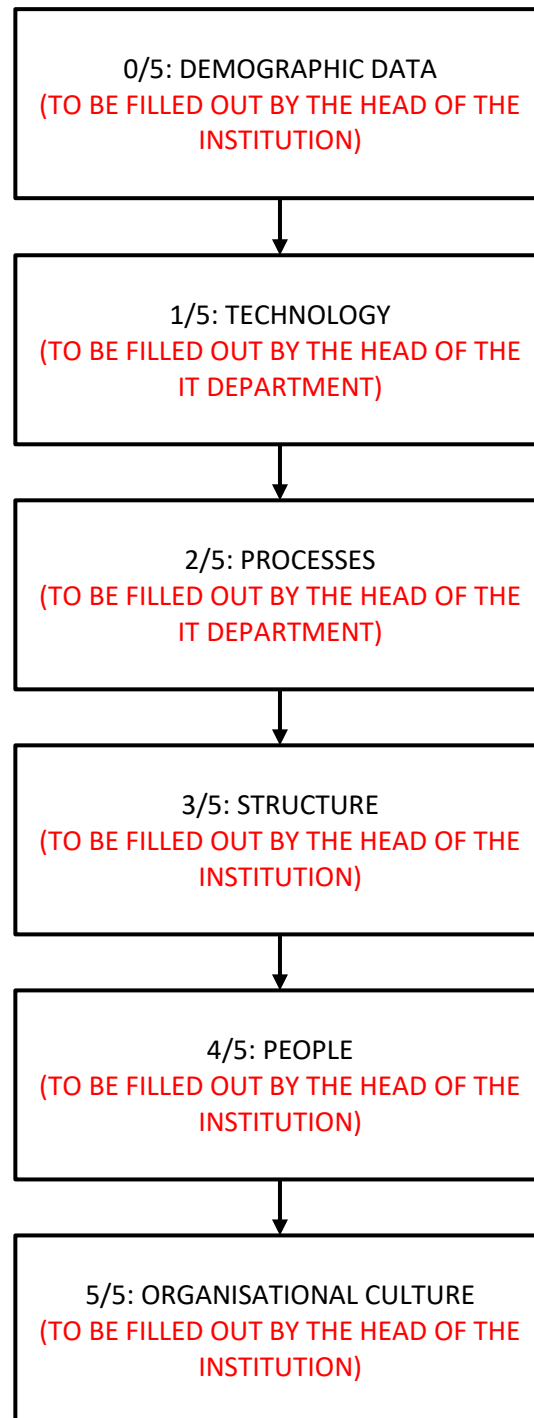 0/5: DEMOGRAPHIC DATA
(TO BE FILLED OUT BY THE HEAD OF THE
INSTITUTION)
1/5: TECHNOLOGY
(TO BE FILLED OUT BY THE HEAD OF THE
IT DEPARTMENT)
2/5: PROCESSES
(TO BE FILLED OUT BY THE HEAD OF THE
IT DEPARTMENT)
3/5: STRUCTURE
(TO BE FILLED OUT BY THE HEAD OF THE
INSTITUTION)
4/5: PEOPLE
(TO BE FILLED OUT BY THE HEAD OF THE
INSTITUTION)
5/5: ORGANISATIONAL CULTURE
(TO BE FILLED OUT BY THE HEAD OF THE
INSTITUTION)